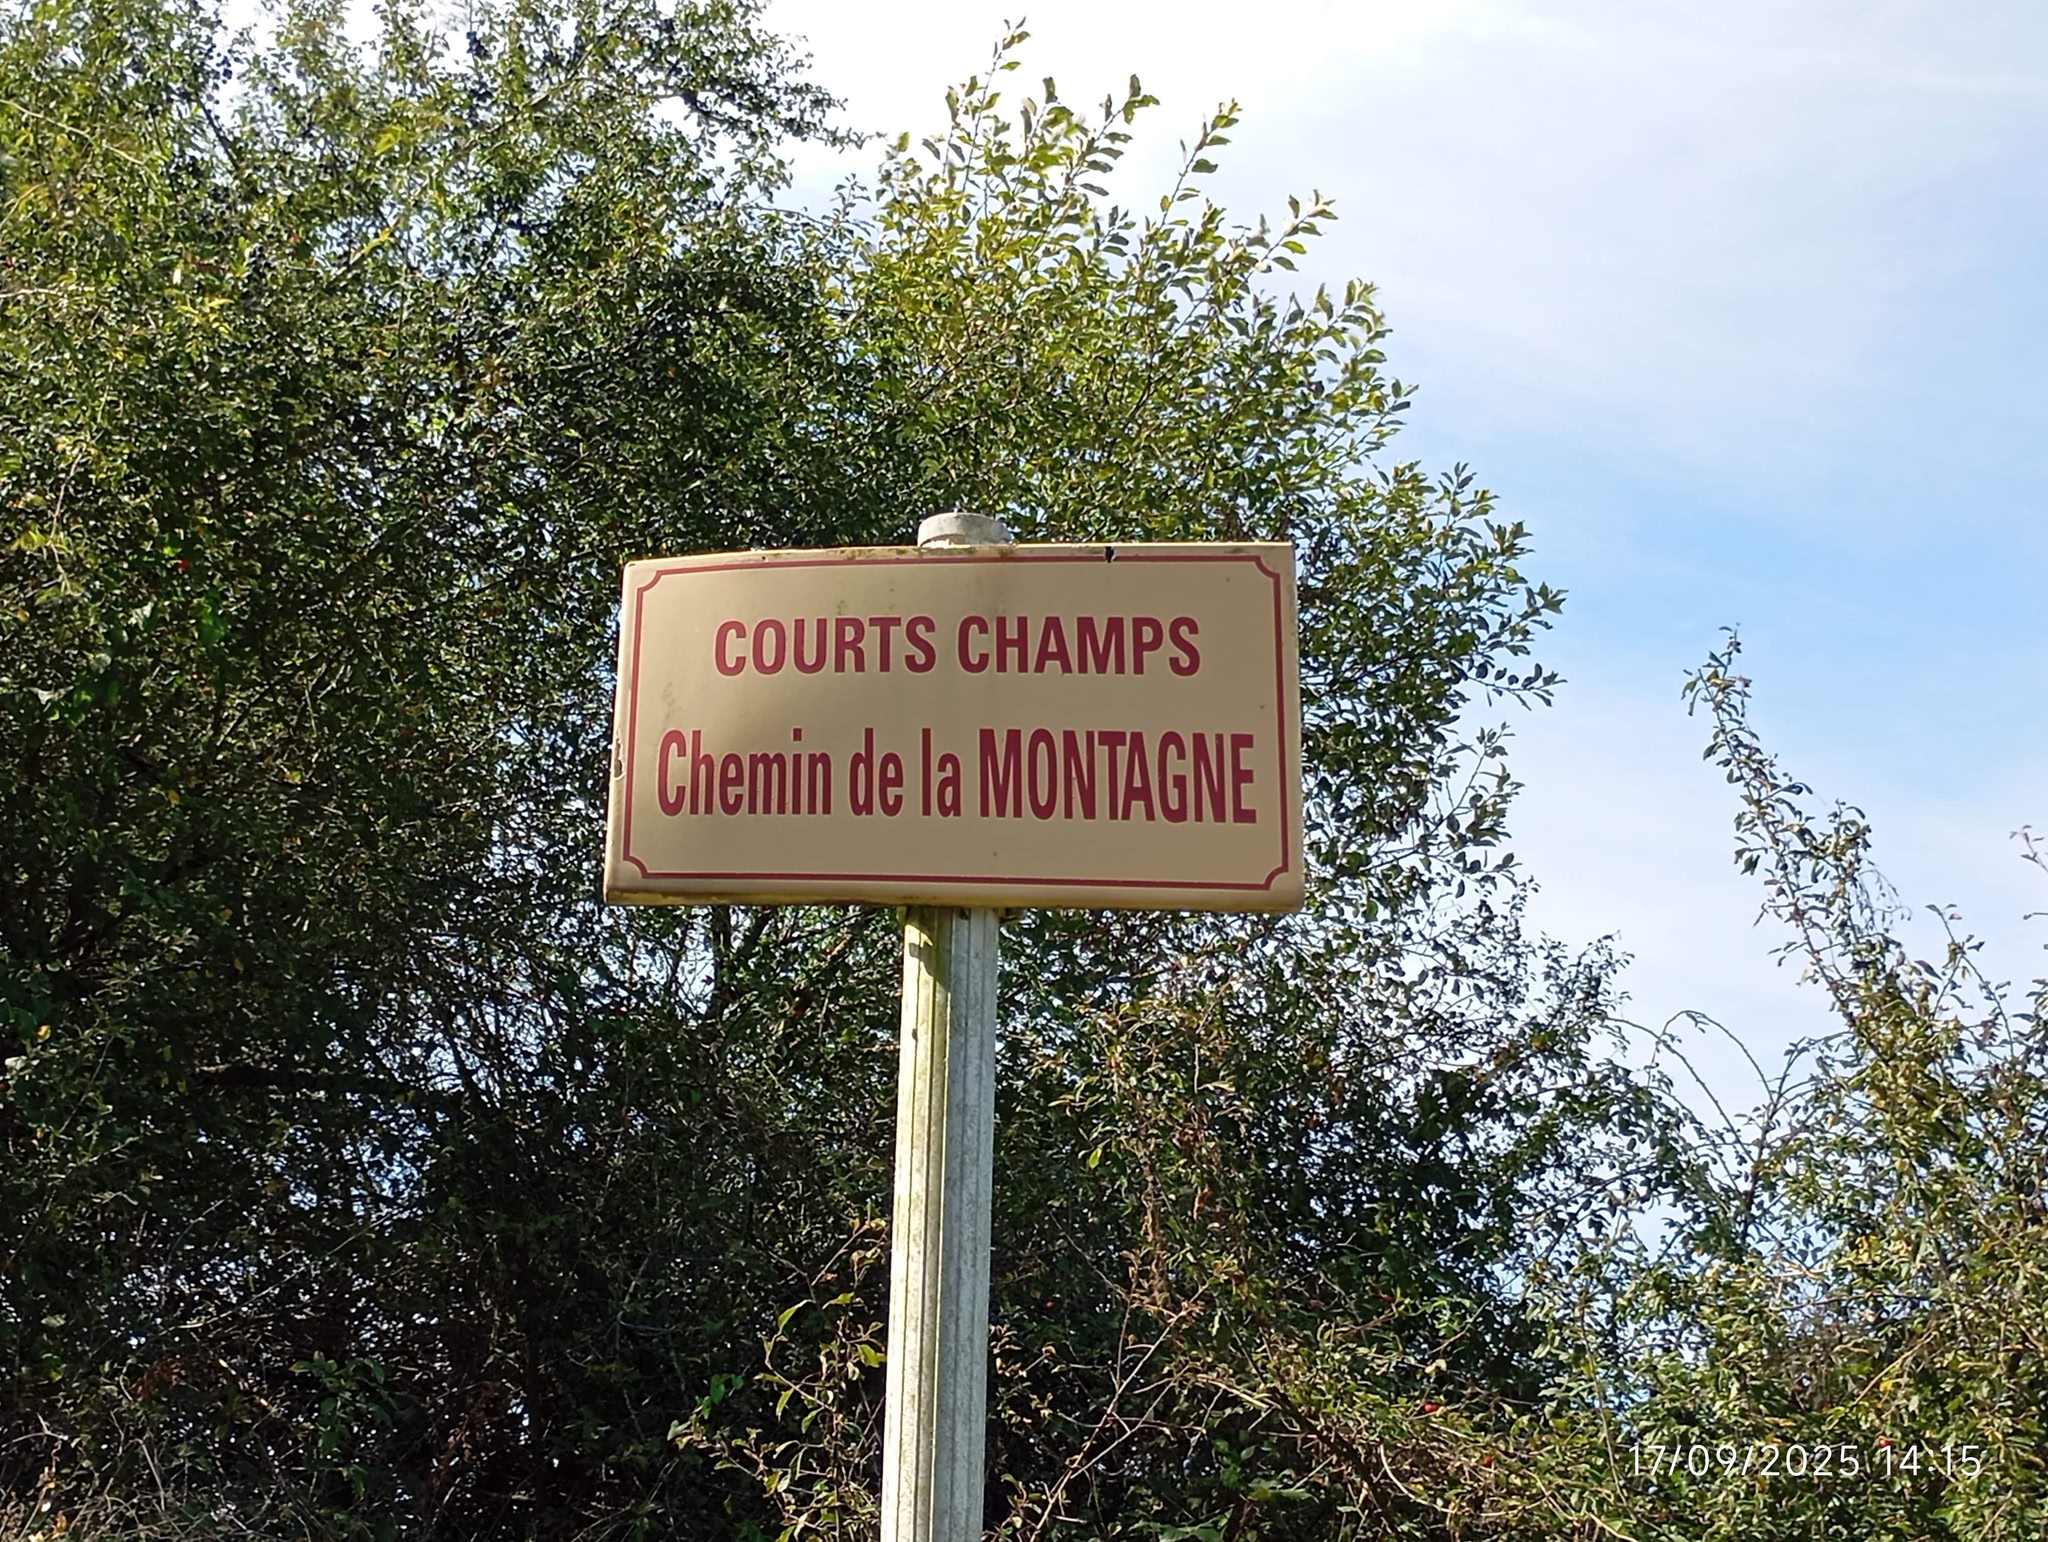 COURTS CHAMPS
Chemin de la MONTAGNE
17/09/2025 14:15